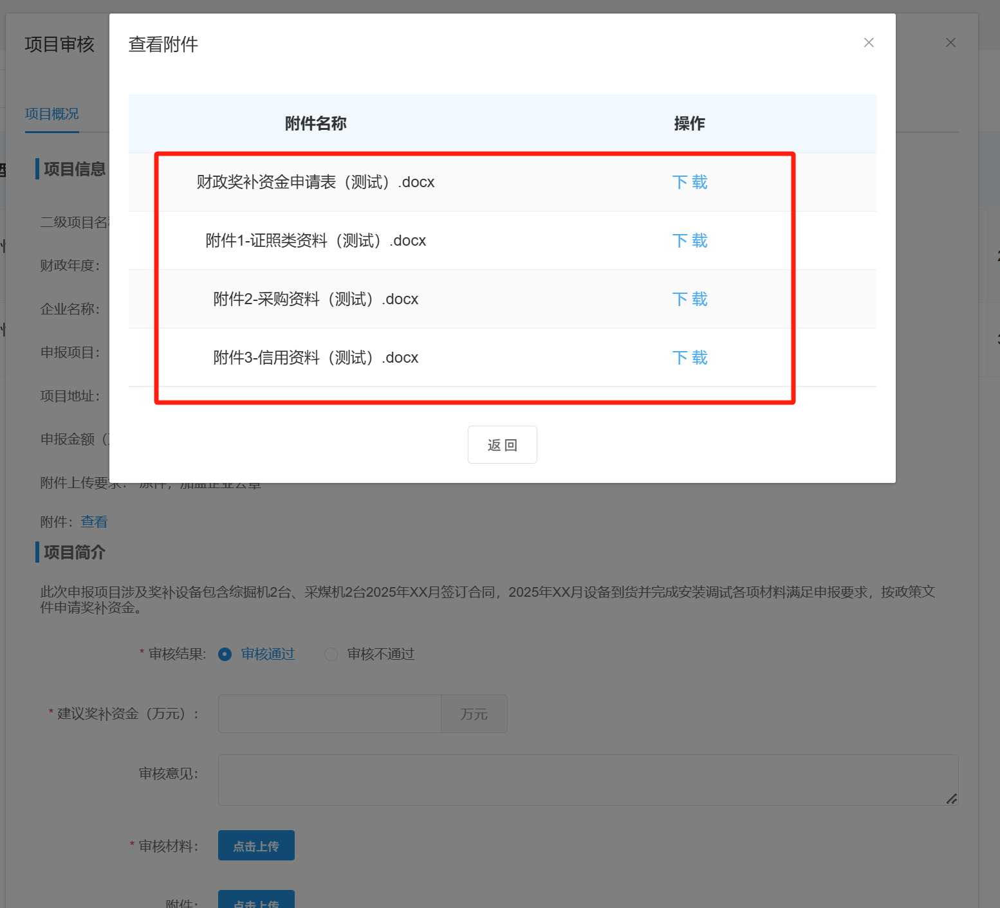 项目审核
查看附件
项目概况
附件名称 操作
项目信息
财政奖补资金申请表（测试）.docx 下 载
二级项目名
附件1-证照类资料（测试）.docx 下 载
财政年度：
附件2-采购资料（测试）.docx 下 载
企业名称：
附件3-信用资料（测试）.docx 下 载
申报项目：
项目地址：
申报金额（
返 回
附件上传要求： 原件，加盖企业公章
附件：查看
项目简介
此次申报项目涉及奖补设备包含综掘机2台、采煤机2台2025年XX月签订合同，2025年XX月设备到货并完成安装调试各项材料满足申报要求，按政策文
件申请奖补资金。
* 审核结果: 审核通过 审核不通过
* 建议奖补资金（万元）： 万元
审核意见：
* 审核材料： 点击上传
附件： 点击上传